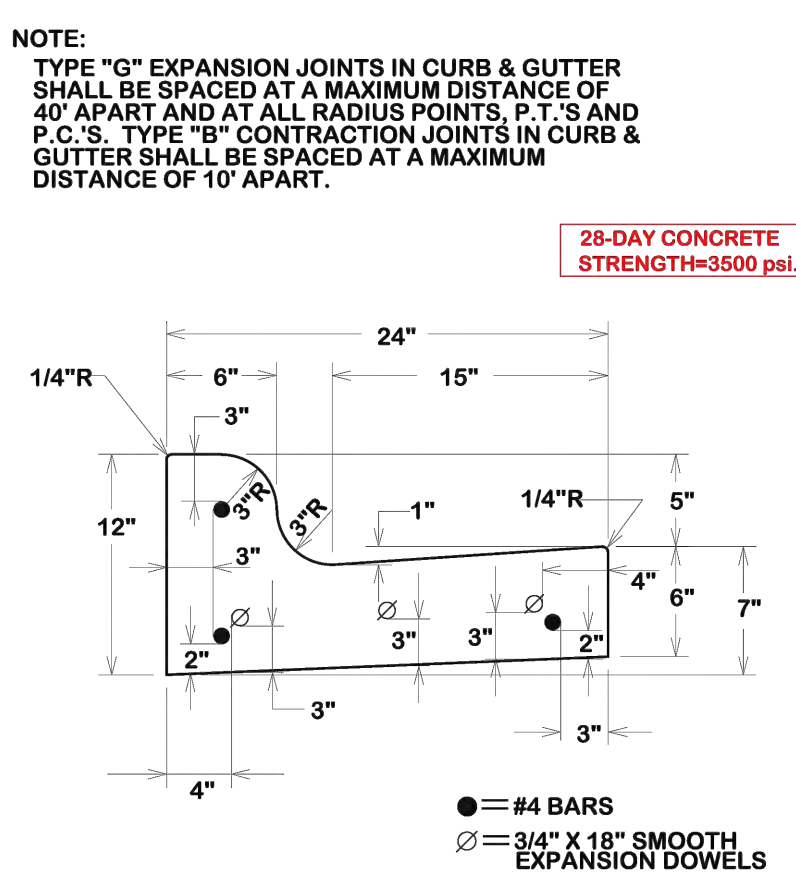 NOTE:
TYPE "G" EXPANSION JOINTS IN CURB & GUTTER
SHALL BE SPACED AT A MAXIMUM DISTANCE OF
40' APART AND AT ALL RADIUS POINTS, P.T.'S AND
P.C.'S. TYPE "B" CONTRACTION JOINTS IN CURB &
GUTTER SHALL BE SPACED AT A MAXIMUM
DISTANCE OF 10' APART.
28-DAY CONCRETE
STRENGTH=3500 psi.
24"
1/4"R
6"
15"
3"
3"R
3"R
1"
1/4"R
5"
12"
3"
4"
6"
7"
3"
3"
2"
2"
3"
3"
4"
= #4 BARS
= 3/4" X 18" SMOOTH
EXPANSION DOWELS